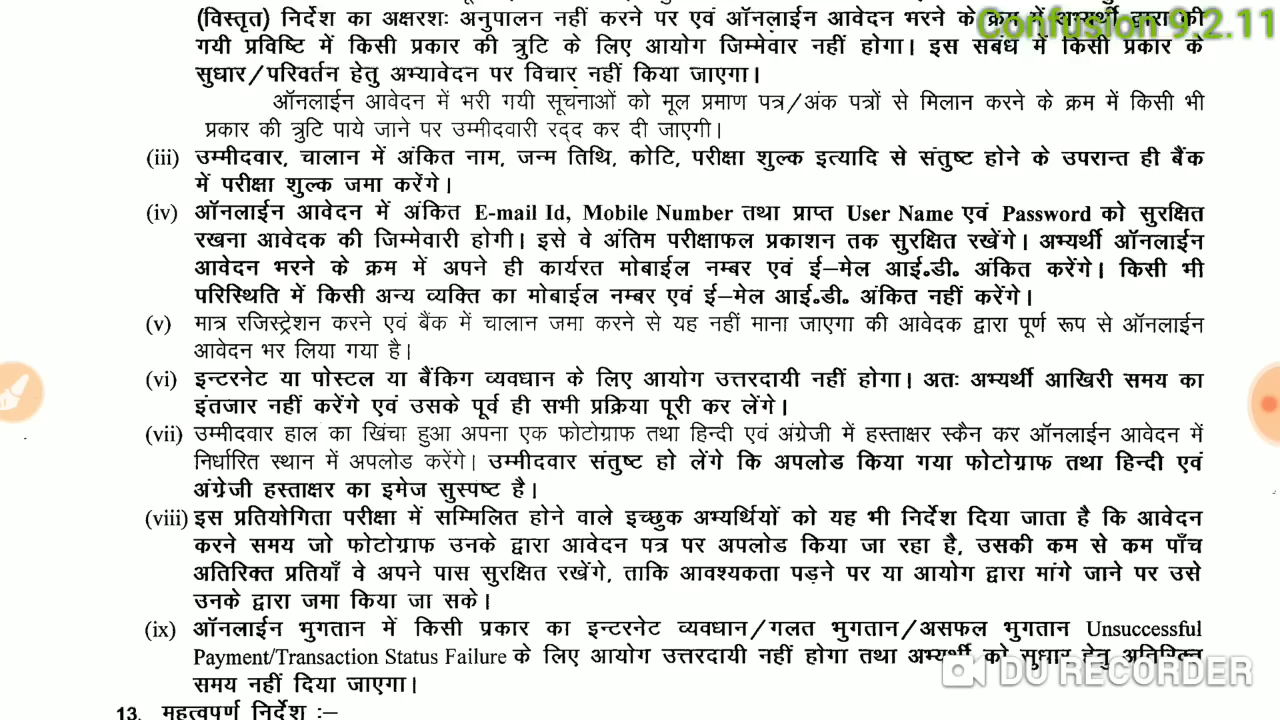 (विस्तृत) निर्देश का अक्षरशः अनुपालन नहीं करने पर एवं ऑनलाईन आवेदन भरने के क्रम में अभ्यर्थी द्वारा की
Confusion 9.2.11
गयी प्रविष्टि में किसी प्रकार की त्रुटि के लिए आयोग जिम्मेवार नहीं होगा। इस संबंध में किसी प्रकार के
सुधार/परिवर्तन हेतु अभ्यावेदन पर विचार नहीं किया जाएगा।
ऑनलाईन आवेदन में भरी गयी सूचनाओं को मूल प्रमाण पत्र/अंक पत्रों से मिलान करने के क्रम में किसी भी
प्रकार की त्रुटि पाये जाने पर उम्मीदवारी रद्द कर दी जाएगी।
(iii) उम्मीदवार, चालान में अंकित नाम, जन्म तिथि, कोटि, परीक्षा शुल्क इत्यादि से संतुष्ट होने के उपरान्त ही बैंक
में परीक्षा शुल्क जमा करेंगे।
(iv) ऑनलाईन आवेदन में अंकित E-mail Id, Mobile Number तथा प्राप्त User Name एवं Password को सुरक्षित
रखना आवेदक की जिम्मेवारी होगी। इसे वे अंतिम परीक्षाफल प्रकाशन तक सुरक्षित रखेंगे। अभ्यर्थी ऑनलाईन
आवेदन भरने के क्रम में अपने ही कार्यरत मोबाईल नम्बर एवं ई–मेल आई०डी० अंकित करेंगे। किसी भी
परिस्थिति में किसी अन्य व्यक्ति का मोबाईल नम्बर एवं ई–मेल आई०डी० अंकित नहीं करेंगे।
(v) मात्र रजिस्ट्रेशन करने एवं बैंक में चालान जमा करने से यह नहीं माना जाएगा की आवेदक द्वारा पूर्ण रूप से ऑनलाईन
आवेदन भर लिया गया है।
(vi) इन्टरनेट या पोस्टल या बैंकिग व्यवधान के लिए आयोग उत्तरदायी नहीं होगा। अतः अभ्यर्थी आखिरी समय का
इंतजार नहीं करेंगे एवं उसके पूर्व ही सभी प्रक्रिया पूरी कर लेंगे।
(vii) उम्मीदवार हाल का खिंचा हुआ अपना एक फोटोग्राफ तथा हिन्दी एवं अंग्रेजी में हस्ताक्षर स्कैन कर ऑनलाईन आवेदन में
निर्धारित स्थान में अपलोड करेंगे। उम्मीदवार संतुष्ट हो लेंगे कि अपलोड किया गया फोटोग्राफ तथा हिन्दी एवं
अंग्रेजी हस्ताक्षर का इमेज सुस्पष्ट है।
(viii) इस प्रतियोगिता परीक्षा में सम्मिलित होने वाले इच्छुक अभ्यर्थियों को यह भी निर्देश दिया जाता है कि आवेदन
करने समय जो फोटोग्राफ उनके द्वारा आवेदन पत्र पर अपलोड किया जा रहा है, उसकी कम से कम पाँच
अतिरिक्त प्रतियाँ वे अपने पास सुरक्षित रखेंगे, ताकि आवश्यकता पड़ने पर या आयोग द्वारा मांगे जाने पर उसे
उनके द्वारा जमा किया जा सके।
(ix) ऑनलाईन भुगतान में किसी प्रकार का इन्टरनेट व्यवधान/गलत भुगतान/असफल भुगतान Unsuccessful
Payment/Transaction Status Failure के लिए आयोग उत्तरदायी नहीं होगा तथा अभ्यर्थी को सुधार हेतु अतिरिक्त
DU RECORDER
समय नहीं दिया जाएगा।
13. महत्वपूर्ण निर्देश :–